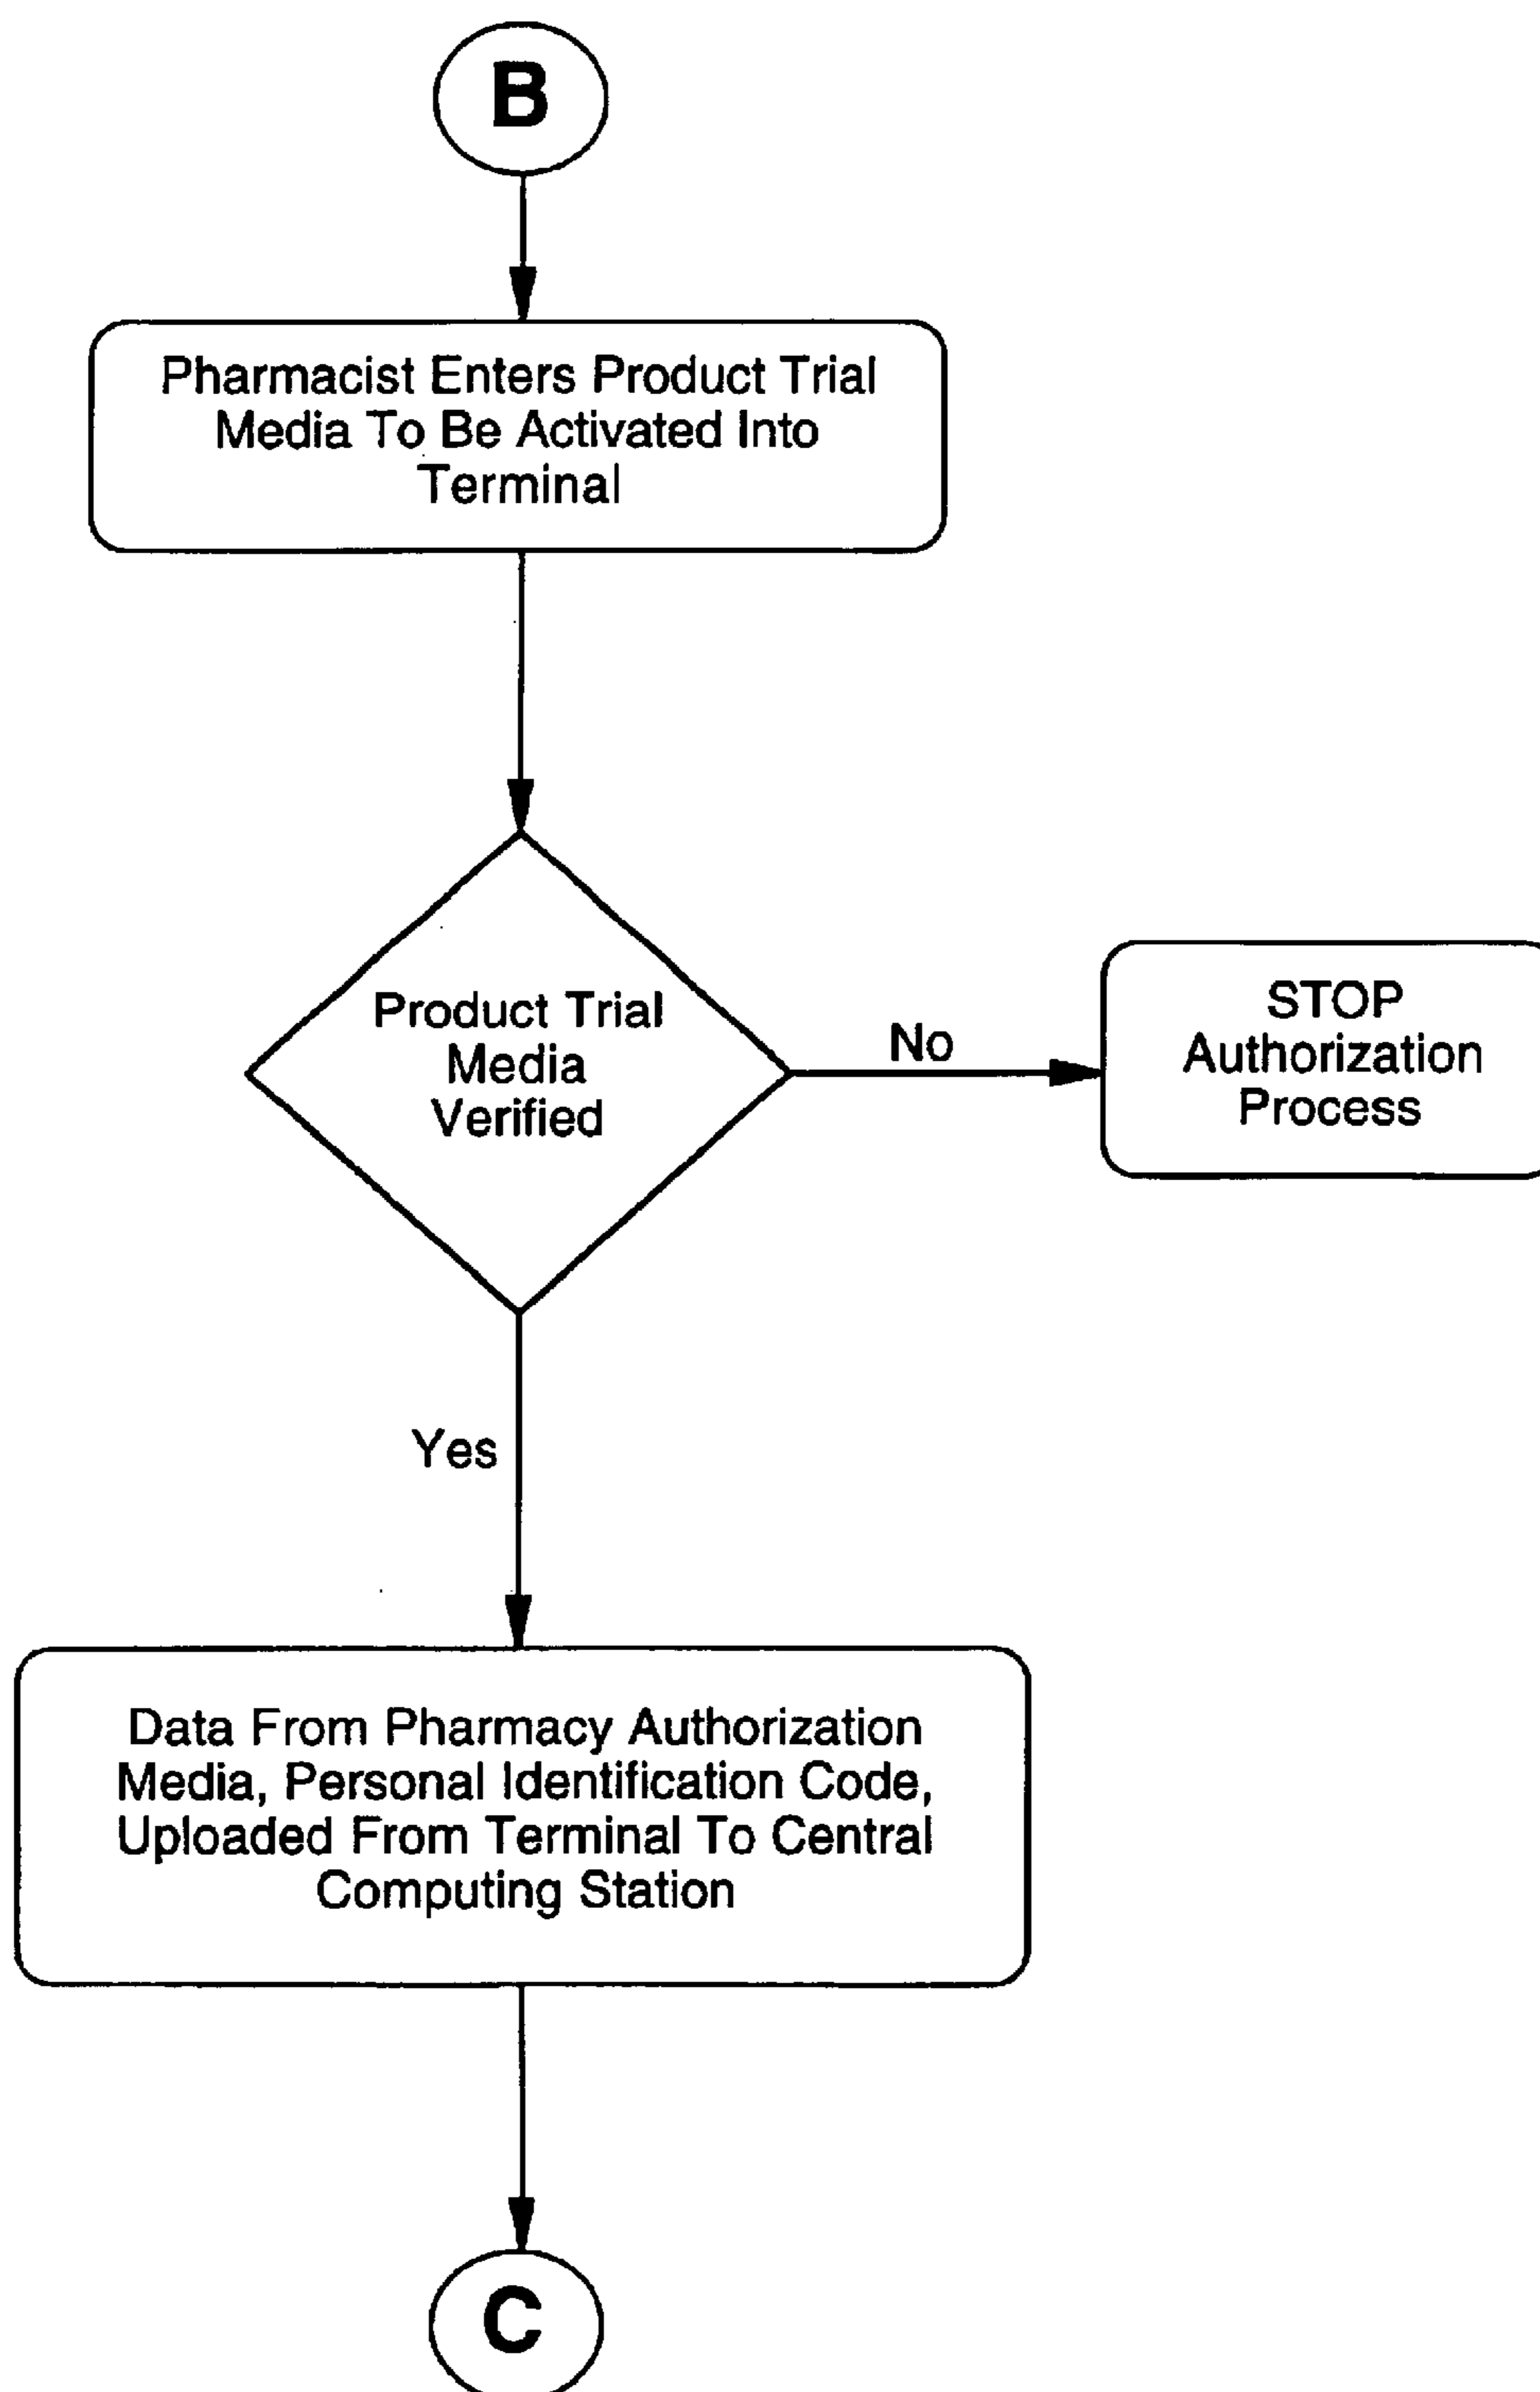 B
Pharmacist Enters Product Trial
Media To Be Activated Into
Terminal
Product Trial
Media
Verified
No
STOP
Authorization
Process
Yes
Data From Pharmacy Authorization
Media, Personal Identification Code,
Uploaded From Terminal To Central
Computing Station
C